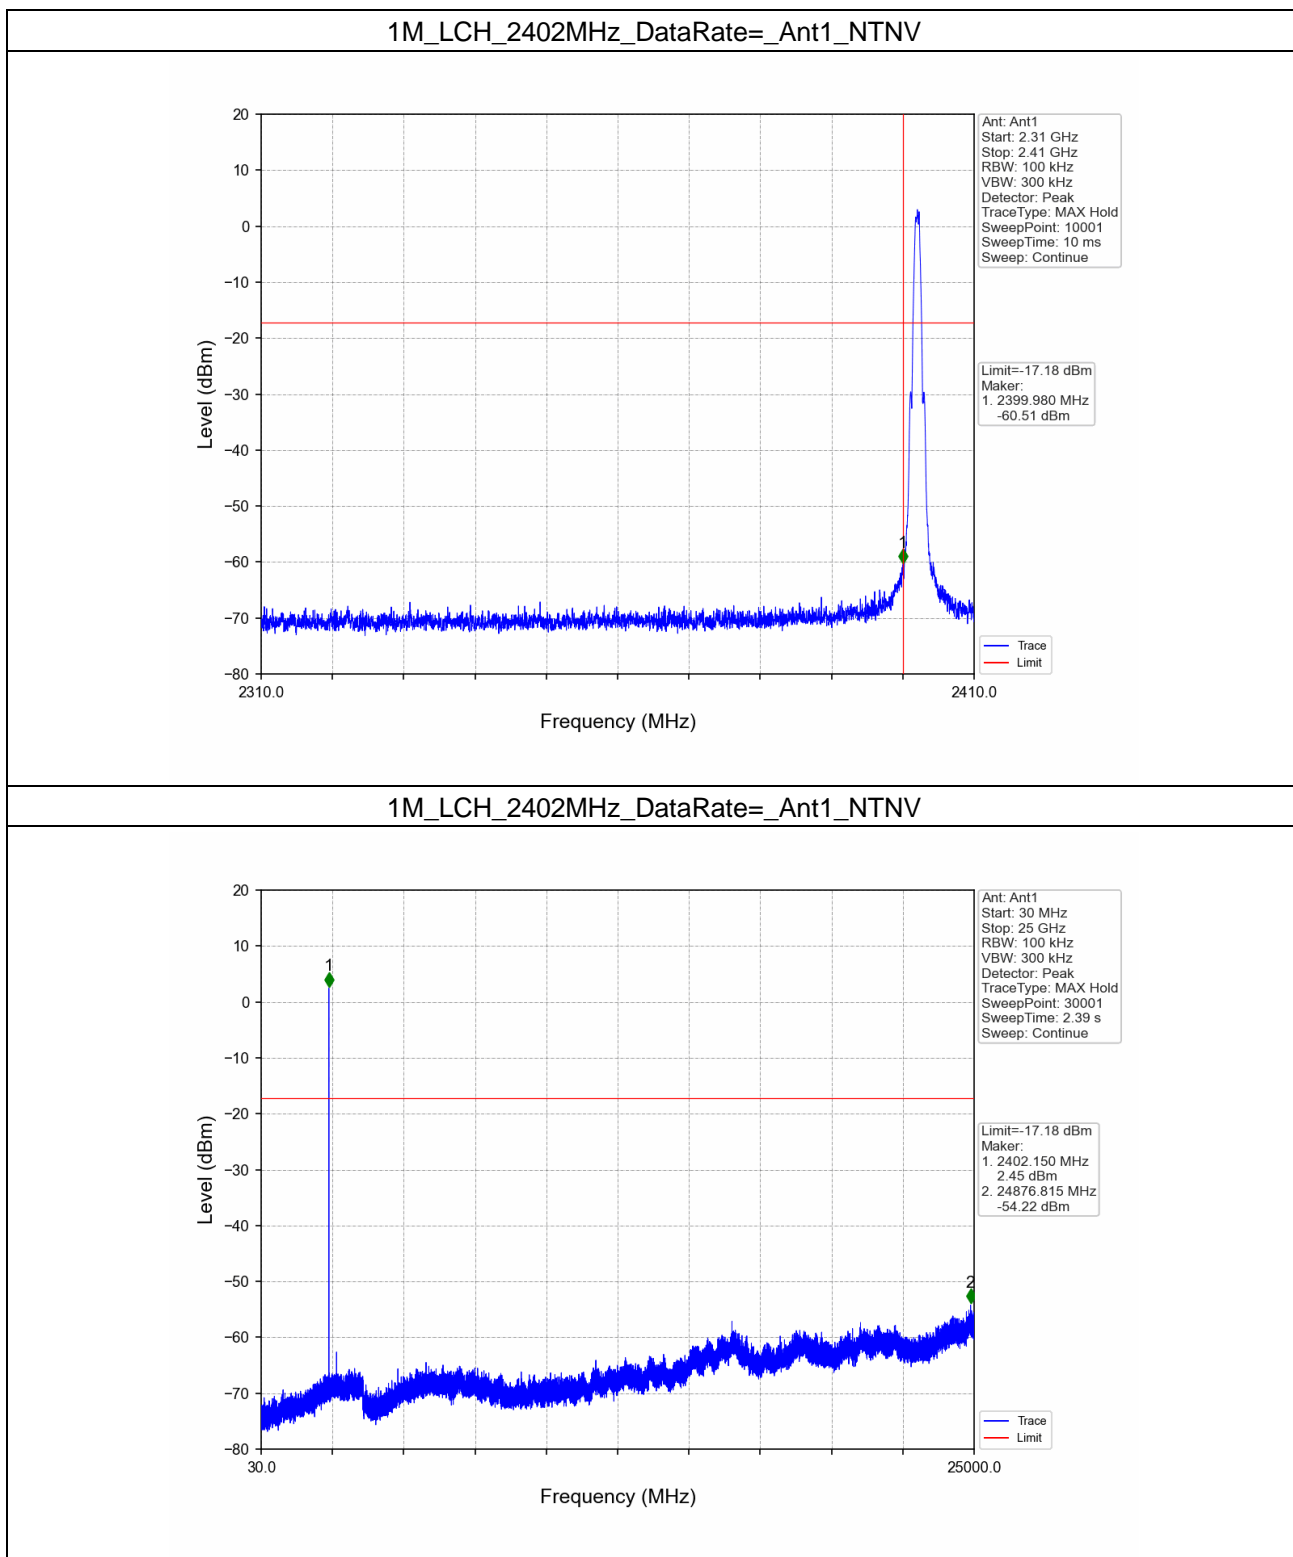 1M_LCH_2402MHz_DataRate=_Ant1_NTNV
20
10
0
−10
−20
−30
−40
−50
−60
−70
−80
Level (dBm)
2310.0
2410.0
Frequency (MHz)
1
Ant: Ant1
Start: 2.31 GHz
Stop: 2.41 GHz
RBW: 100 kHz
VBW: 300 kHz
Detector: Peak
TraceType: MAX Hold
SweepPoint: 10001
SweepTime: 10 ms
Sweep: Continue
Limit=-17.18 dBm
Maker:
1. 2399.980 MHz
-60.51 dBm
Trace
Limit
1M_LCH_2402MHz_DataRate=_Ant1_NTNV
20
10
0
−10
−20
−30
−40
−50
−60
−70
−80
Level (dBm)
30.0
25000.0
Frequency (MHz)
1
2
Ant: Ant1
Start: 30 MHz
Stop: 25 GHz
RBW: 100 kHz
VBW: 300 kHz
Detector: Peak
TraceType: MAX Hold
SweepPoint: 30001
SweepTime: 2.39 s
Sweep: Continue
Limit=-17.18 dBm
Maker:
1. 2402.150 MHz
2.45 dBm
2. 24876.815 MHz
-54.22 dBm
Trace
Limit